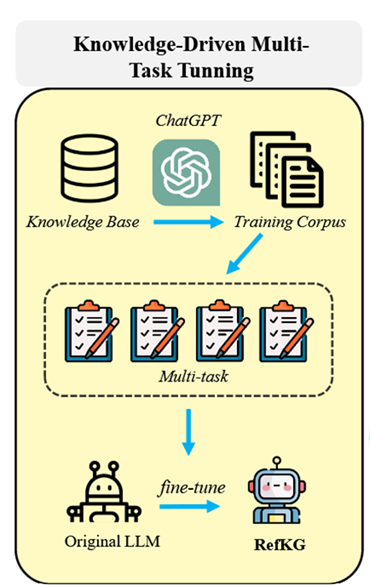 Knowledge-Driven Multi-
Task Tunning
ChatGPT
Knowledge Base
Training Corpus
Multi-task
fine-tune
Original LLM
RefKG